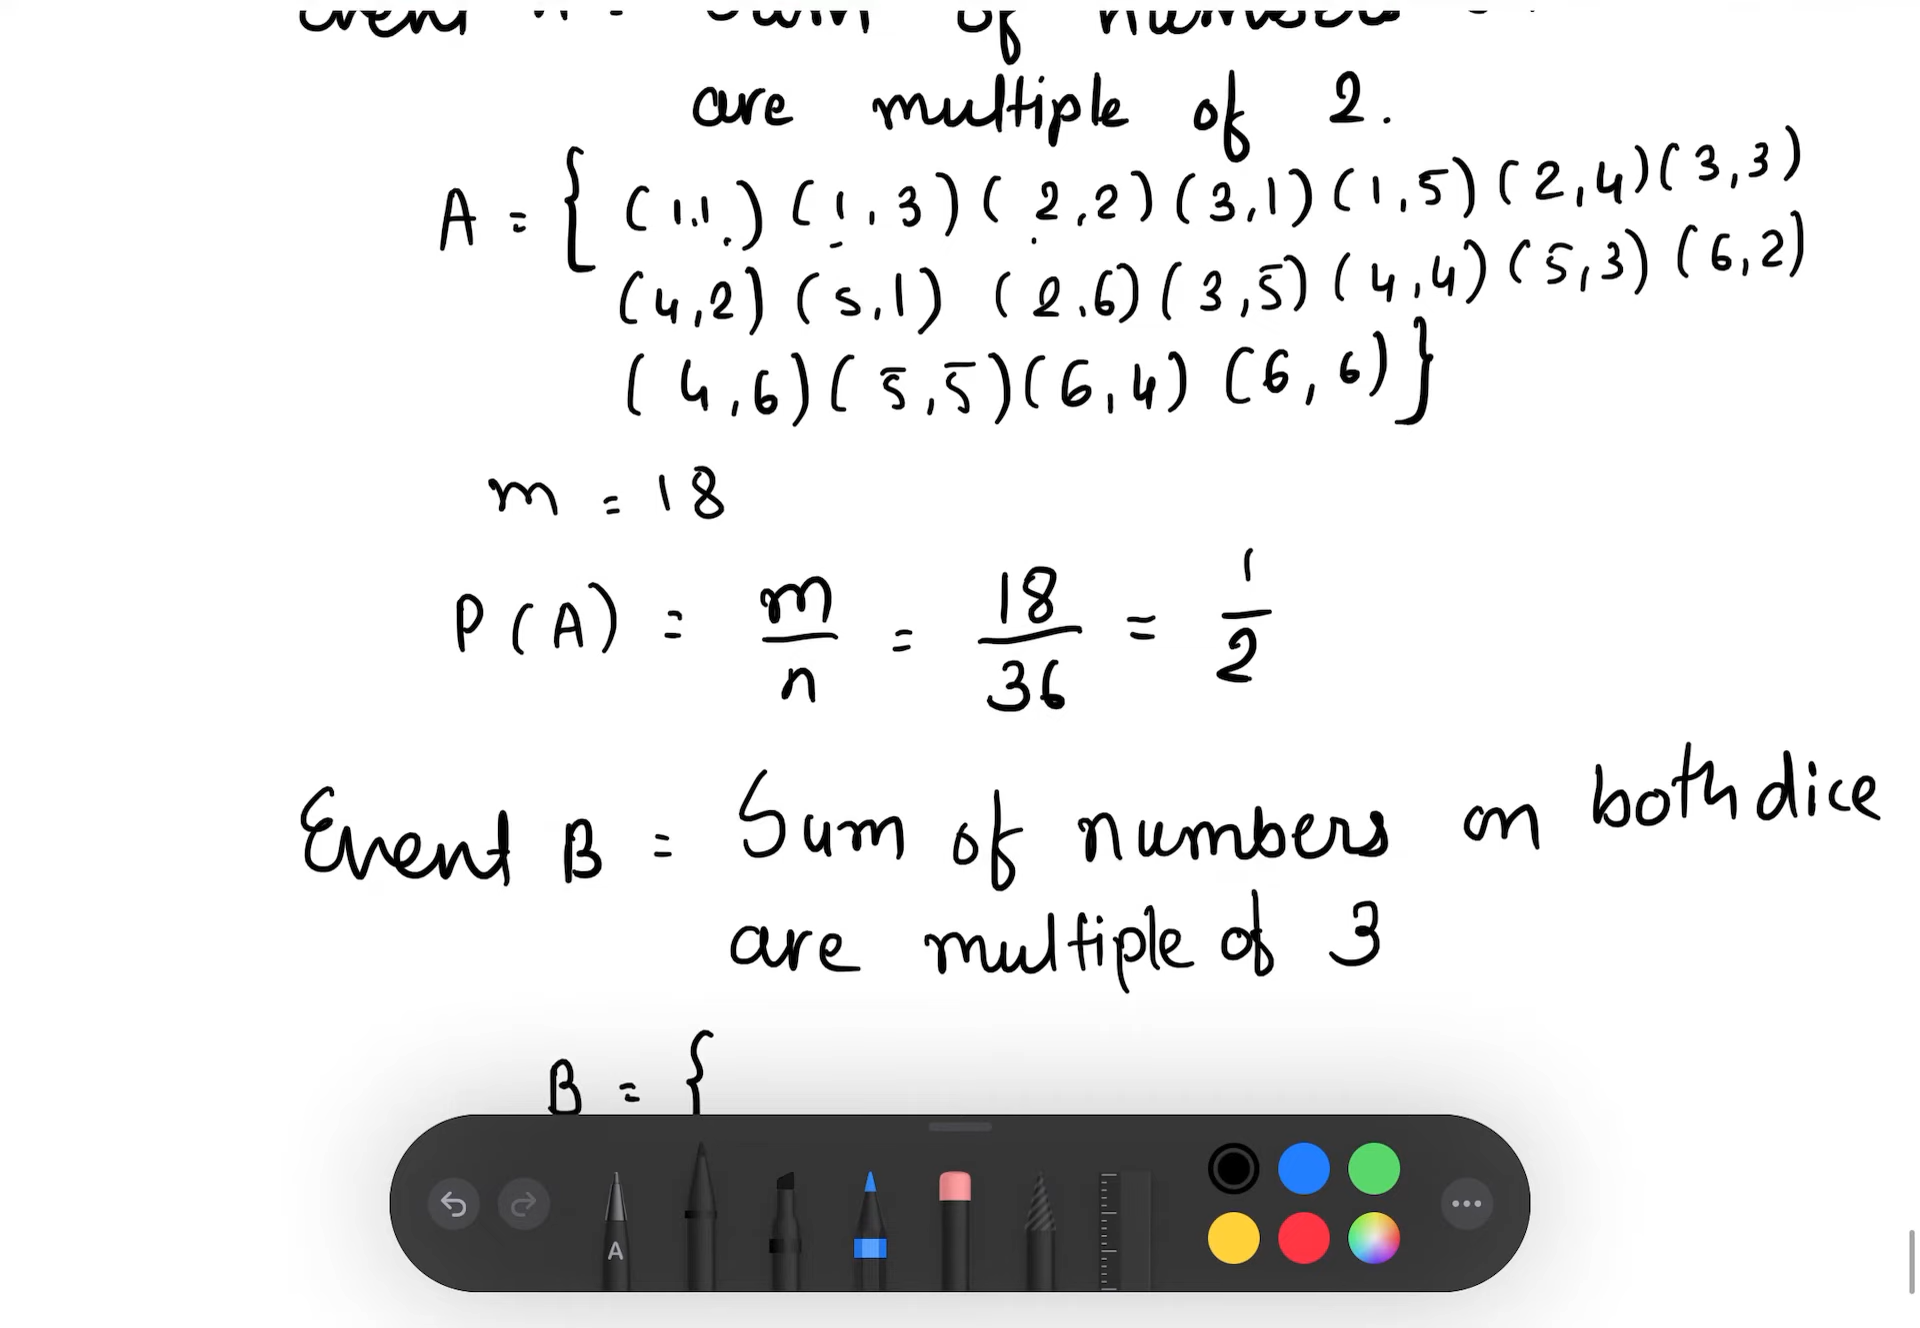 are multiple of 2.
A = { (1,1) (1,3) (2,2) (3,1) (1,5) (2,4) (3,3)
(4,2) (5,1) (2,6) (3,5) (4,4) (5,3) (6,2)
(4,6) (5,5) (6,4) (6,6) }
m = 18
P(A) = m/n = 18/36 = 1/2
Event B = Sum of numbers on both dice
are multiple of 3
B = {
A